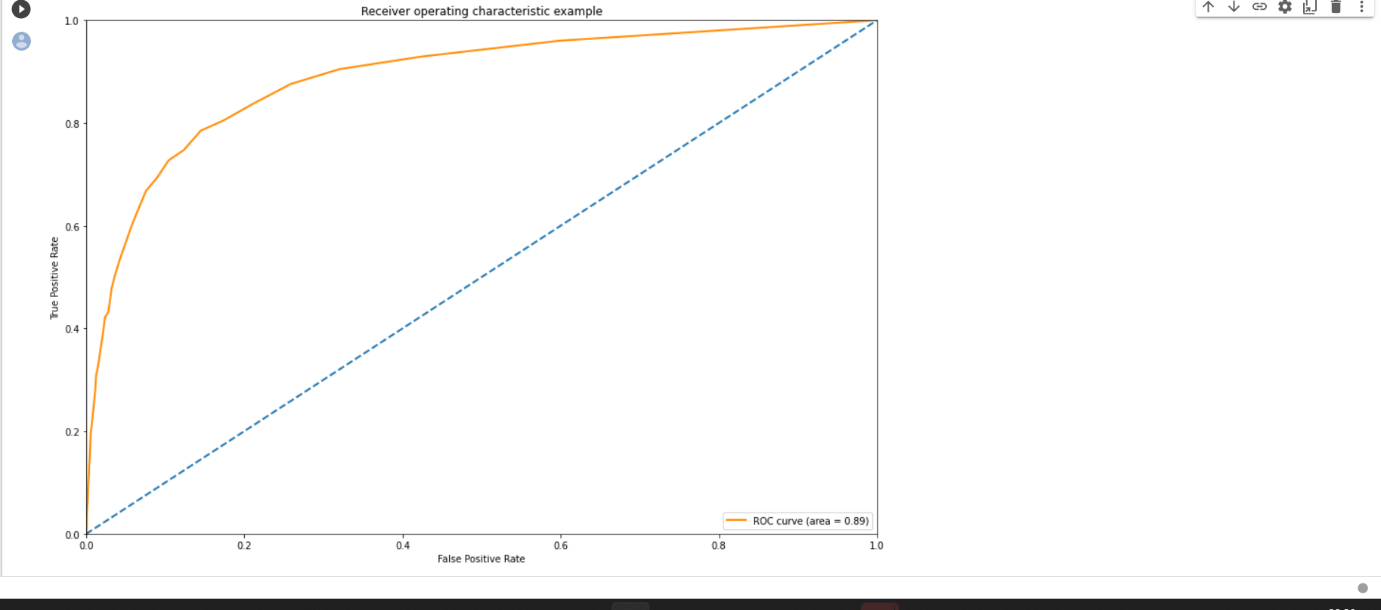 Receiver operating characteristic example
1.0
0.8
0.6
0.4
0.2
0.0
True Positive Rate
ROC curve (area = 0.89)
0.0 0.2 0.4 0.6 0.8 1.0
False Positive Rate